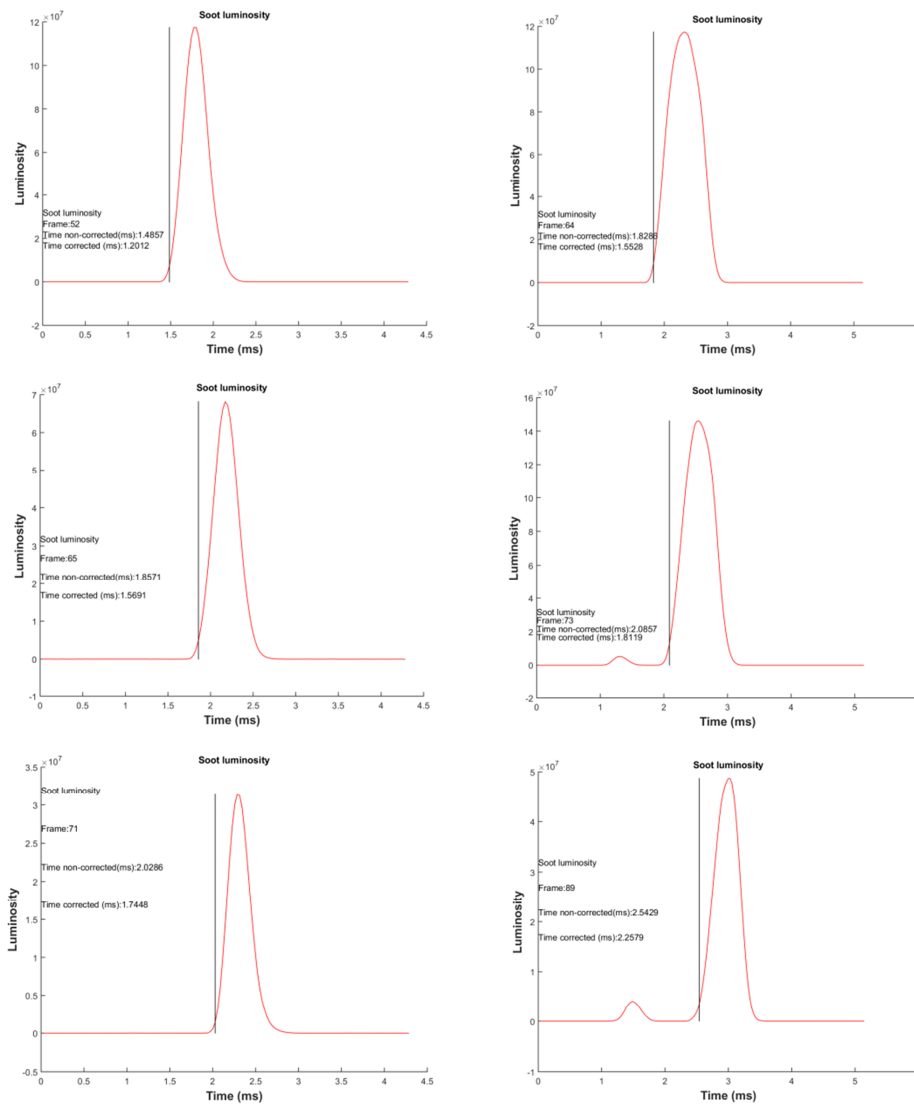 Soot luminosity
×10^7
12
10
8
6
4
2
0
-2
Luminosity
Soot luminosity
Frame:52
Time non-corrected(ms):1.4857
Time corrected (ms):1.2012
0 0.5 1 1.5 2 2.5 3 3.5 4 4.5
Time (ms)
Soot luminosity
×10^7
12
10
8
6
4
2
0
-2
Luminosity
Soot luminosity
Frame:64
Time non-corrected(ms):1.8286
Time corrected (ms):1.5528
0 1 2 3 4 5
Time (ms)
Soot luminosity
×10^7
7
6
5
4
3
2
1
0
-1
Luminosity
Soot luminosity
Frame:65
Time non-corrected(ms):1.8571
Time corrected (ms):1.5691
0 0.5 1 1.5 2 2.5 3 3.5 4 4.5
Time (ms)
Soot luminosity
×10^7
16
14
12
10
8
6
4
2
0
-2
Luminosity
Soot luminosity
Frame:73
Time non-corrected(ms):2.0857
Time corrected (ms):1.8119
0 1 2 3 4 5
Time (ms)
Soot luminosity
×10^7
3.5
3
2.5
2
1.5
1
0.5
0
-0.5
Luminosity
Soot luminosity
Frame:71
Time non-corrected(ms):2.0286
Time corrected (ms):1.7448
0 0.5 1 1.5 2 2.5 3 3.5 4 4.5
Time (ms)
Soot luminosity
×10^7
5
4
3
2
1
0
-1
Luminosity
Soot luminosity
Frame:89
Time non-corrected(ms):2.5429
Time corrected (ms):2.2579
0 1 2 3 4 5
Time (ms)